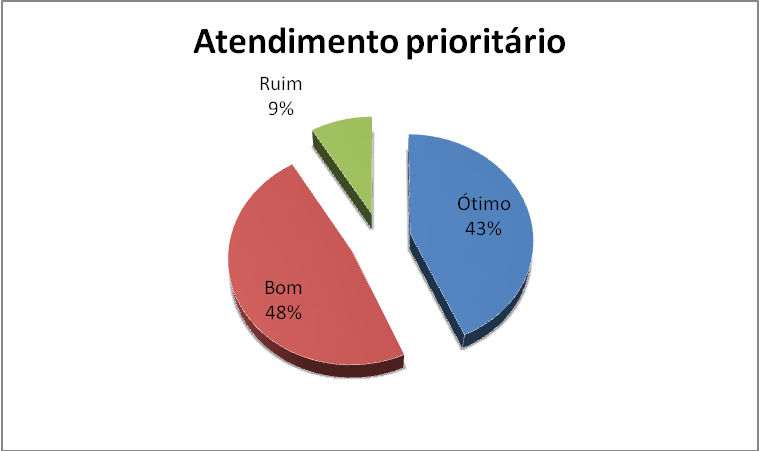 Atendimento prioritário
Ruim
9%
Ótimo
43%
Bom
48%